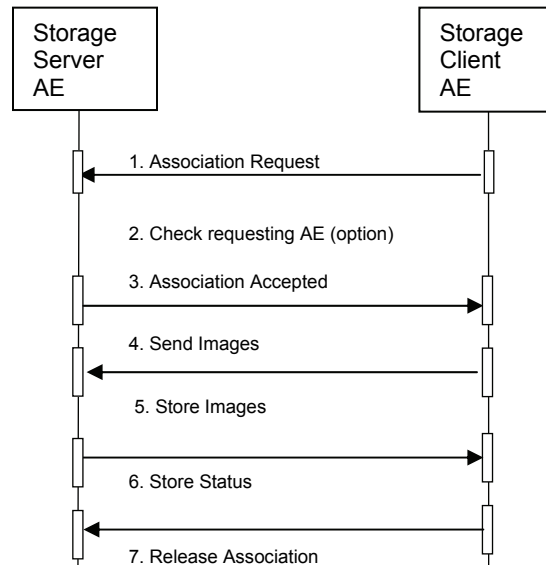 Storage
Server
AE
Storage
Client
AE
1. Association Request
2. Check requesting AE (option)
3. Association Accepted
4. Send Images
5. Store Images
6. Store Status
7. Release Association